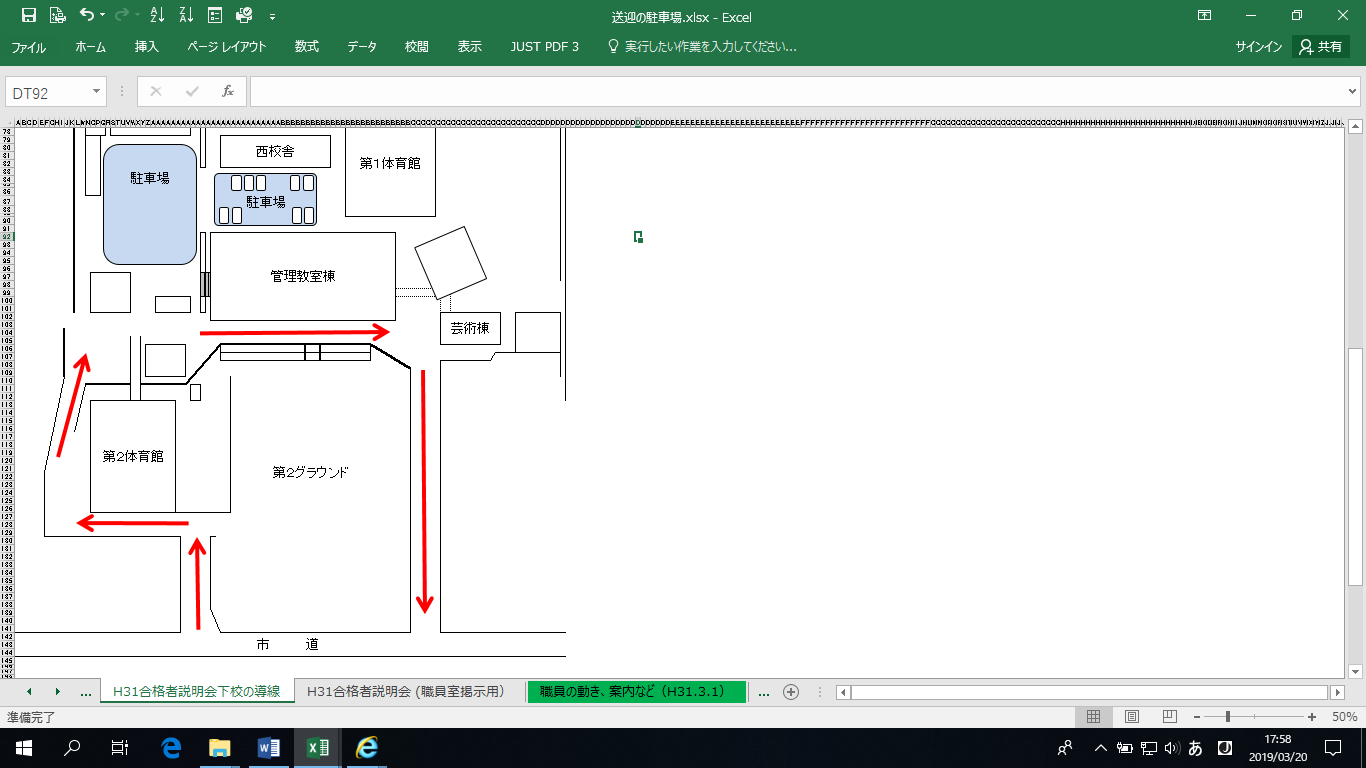 送迎の駐車場.xlsx - Excel
ファイル ホーム 挿入 ページ レイアウト 数式 データ 校閲 表示 JUST PDF 3 実行したい作業を入力してください... サインイン 共有
DT92 fx
西校舎
第1体育館
駐車場
駐車場
管理教室棟
芸術棟
第2体育館
第2グラウンド
市 道
... H31合格者説明会下校の導線 H31合格者説明会 (職員室掲示用) 職員の動き、案内など (H31.3.1) ...
準備完了 50%
あ 17:58
2019/03/20